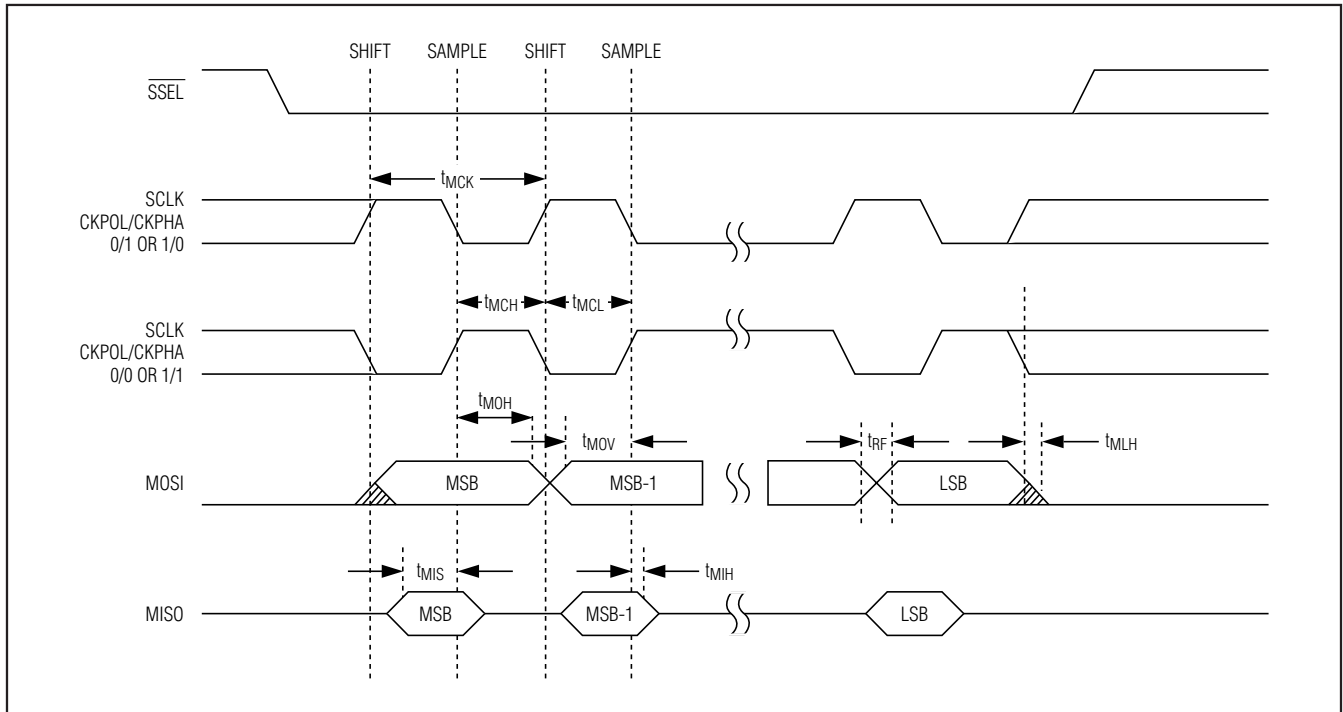 SHIFT SAMPLE SHIFT SAMPLE
SSEL
tMCK
SCLK
CKPOL/CKPHA
0/1 OR 1/0
tMCH tMCL
SCLK
CKPOL/CKPHA
0/0 OR 1/1
tMOH
tMOV tRF tMLH
MOSI MSB MSB-1 LSB
tMIS tMIH
MISO MSB MSB-1 LSB